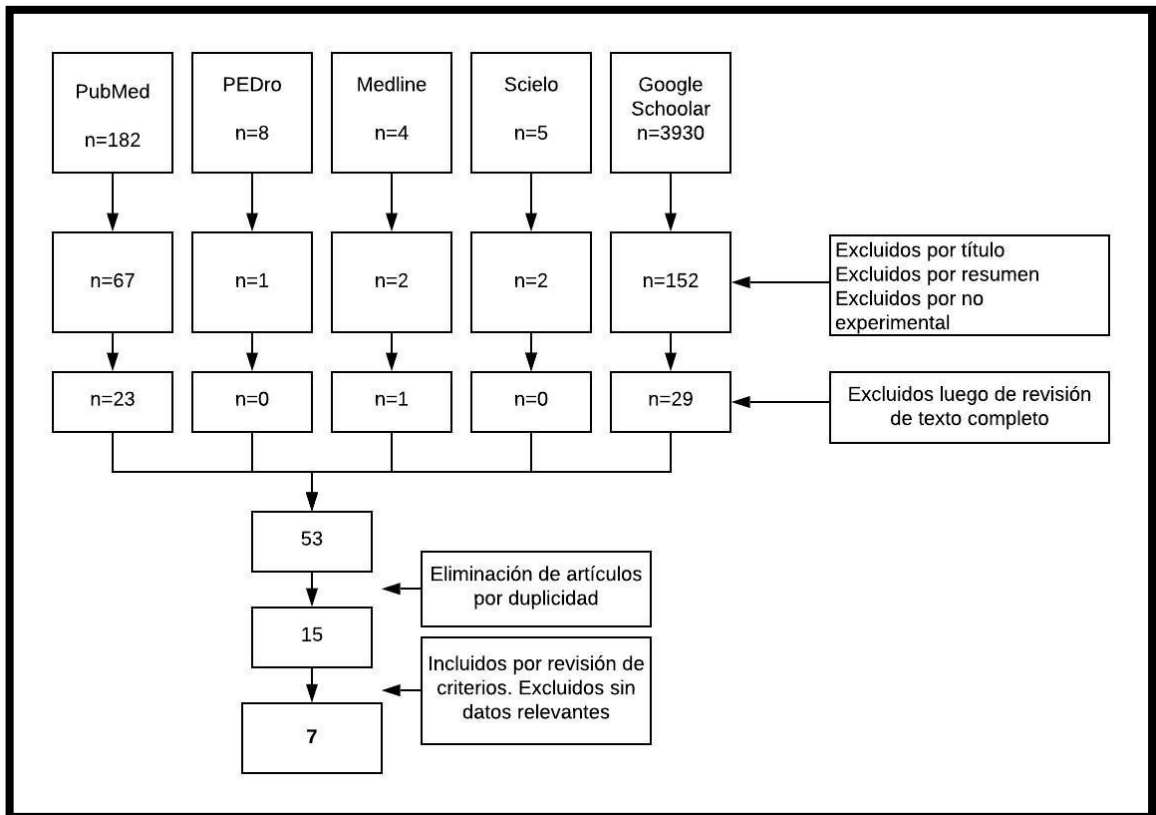 PubMed
n=182
PEDro
n=8
Medline
n=4
Scielo
n=5
Google
Schoolar
n=3930
n=67
n=1
n=2
n=2
n=152
Excluidos por título
Excluidos por resumen
Excluidos por no
experimental
n=23
n=0
n=1
n=0
n=29
Excluidos luego de revisión
de texto completo
53
Eliminación de artículos
por duplicidad
15
Incluidos por revisión de
criterios. Excluidos sin
datos relevantes
7